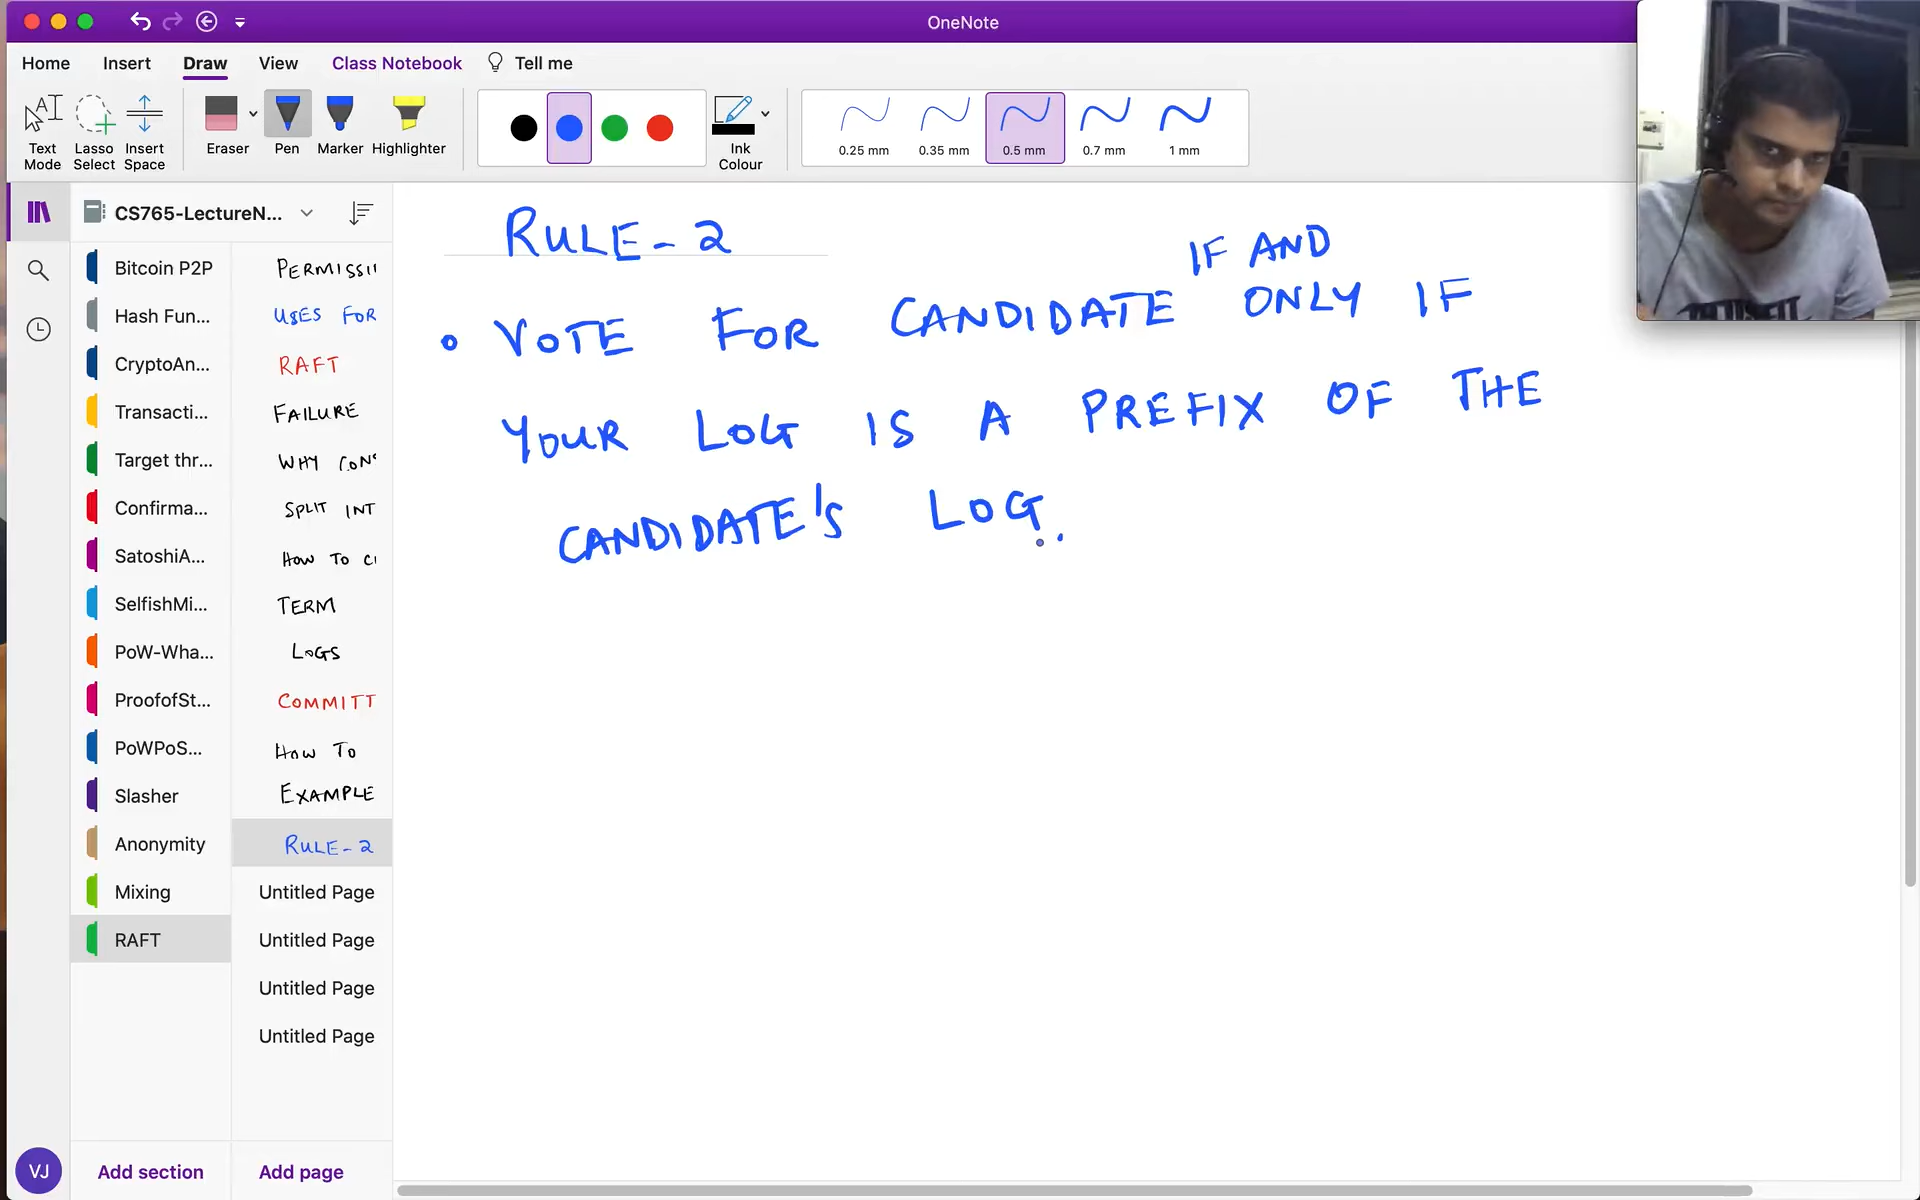 OneNote
Home Insert Draw View Class Notebook Tell me
Text Mode
Lasso Select
Insert Space
Eraser
Pen
Marker
Highlighter
Ink Colour
0.25 mm
0.35 mm
0.5 mm
0.7 mm
1 mm
CS765-LectureN...
Bitcoin P2P
Hash Fun...
CryptoAn...
Transacti...
Target thr...
Confirma...
SatoshiA...
SelfishMi...
PoW-Wha...
ProofofSt...
PoWPoS...
Slasher
Anonymity
Mixing
RAFT
Add section
PERMISSI
USES FOR
RAFT
FAILURE
WHY CONS
SPLIT INT
HOW TO C
TERM
LOGS
COMMITT
HOW TO
EXAMPLE
RULE-2
Untitled Page
Untitled Page
Untitled Page
Untitled Page
Add page
VJ
RULE-2
IF AND
• VOTE FOR CANDIDATE ONLY IF
YOUR LOG IS A PREFIX OF THE
CANDIDATE'S LOG.